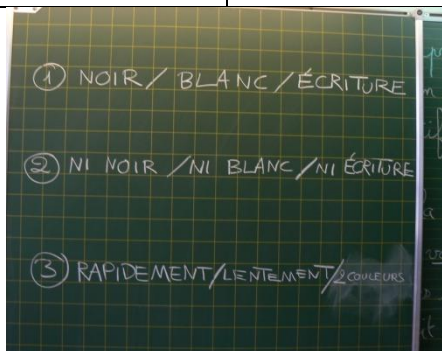 ① NOIR / BLANC / ÉCRITURE
② NI NOIR / NI BLANC / NI ÉCRITURE
③ RAPIDEMENT / LENTEMENT / 2 COULEURS